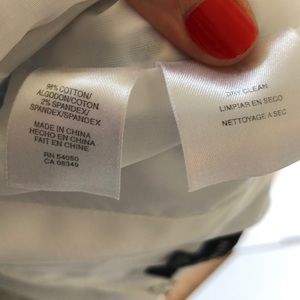 98% COTTON/
ALGODON/COTON
2% SPANDEX/
SPANDEX/SPANDEX
MADE IN CHINA
HECHO EN CHINA
FAIT EN CHINE
RN 54050
CA 08349
DRY CLEAN
LIMPIAR EN SECO
NETTOYAGE A SEC